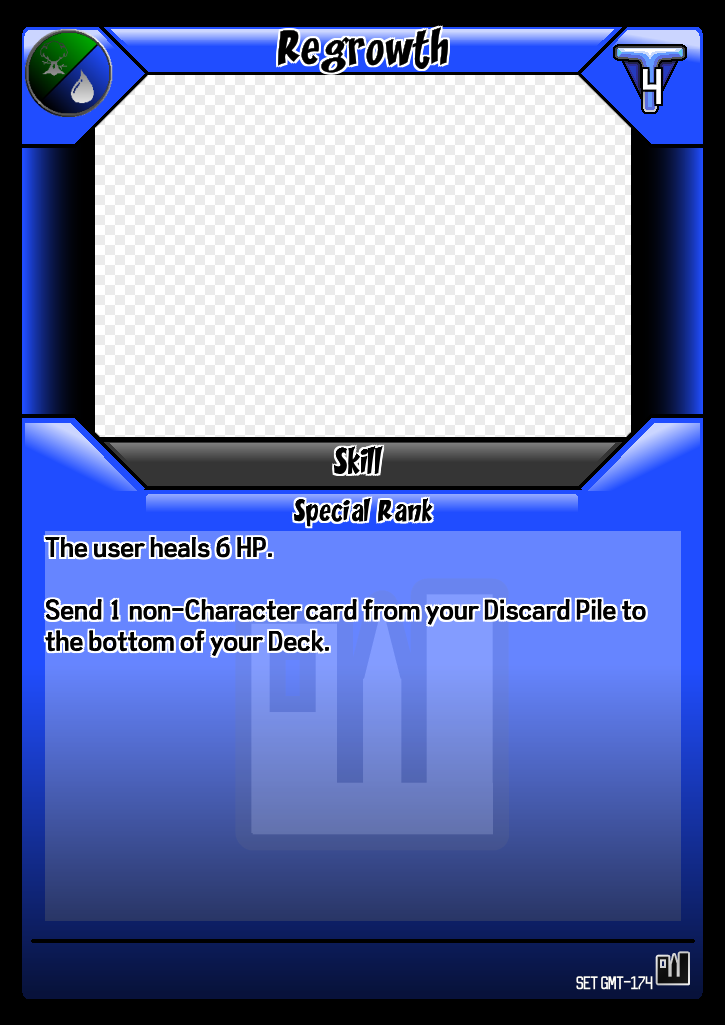 Regrowth
4
Skill
Special Rank
The user heals 6 HP.
Send 1 non-Character card from your Discard Pile to
the bottom of your Deck.
SET GMT-174